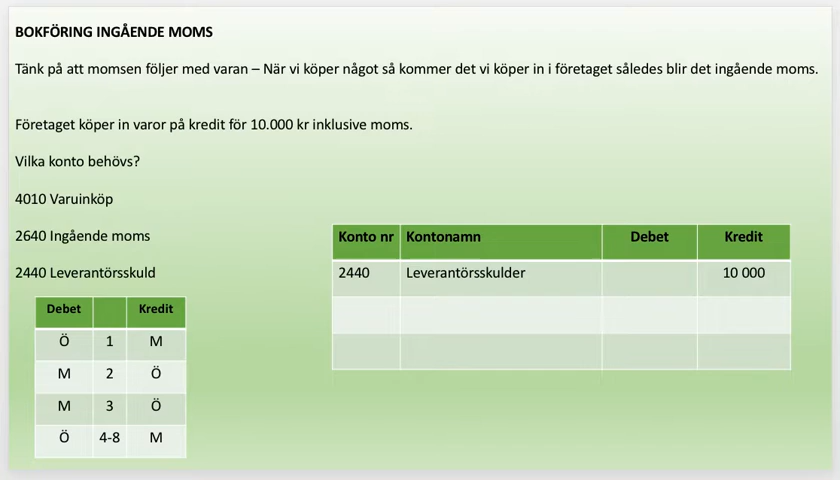 BOKFÖRING INGÅENDE MOMS
Tänk på att momsen följer med varan – När vi köper något så kommer det vi köper in i företaget således blir det ingående moms.
Företaget köper in varor på kredit för 10.000 kr inklusive moms.
Vilka konto behövs?
4010 Varuinköp
2640 Ingående moms
2440 Leverantörsskuld
Debet Kredit
Ö 1 M
M 2 Ö
M 3 Ö
Ö 4-8 M
Konto nr Kontonamn Debet Kredit
2440 Leverantörsskulder 10 000